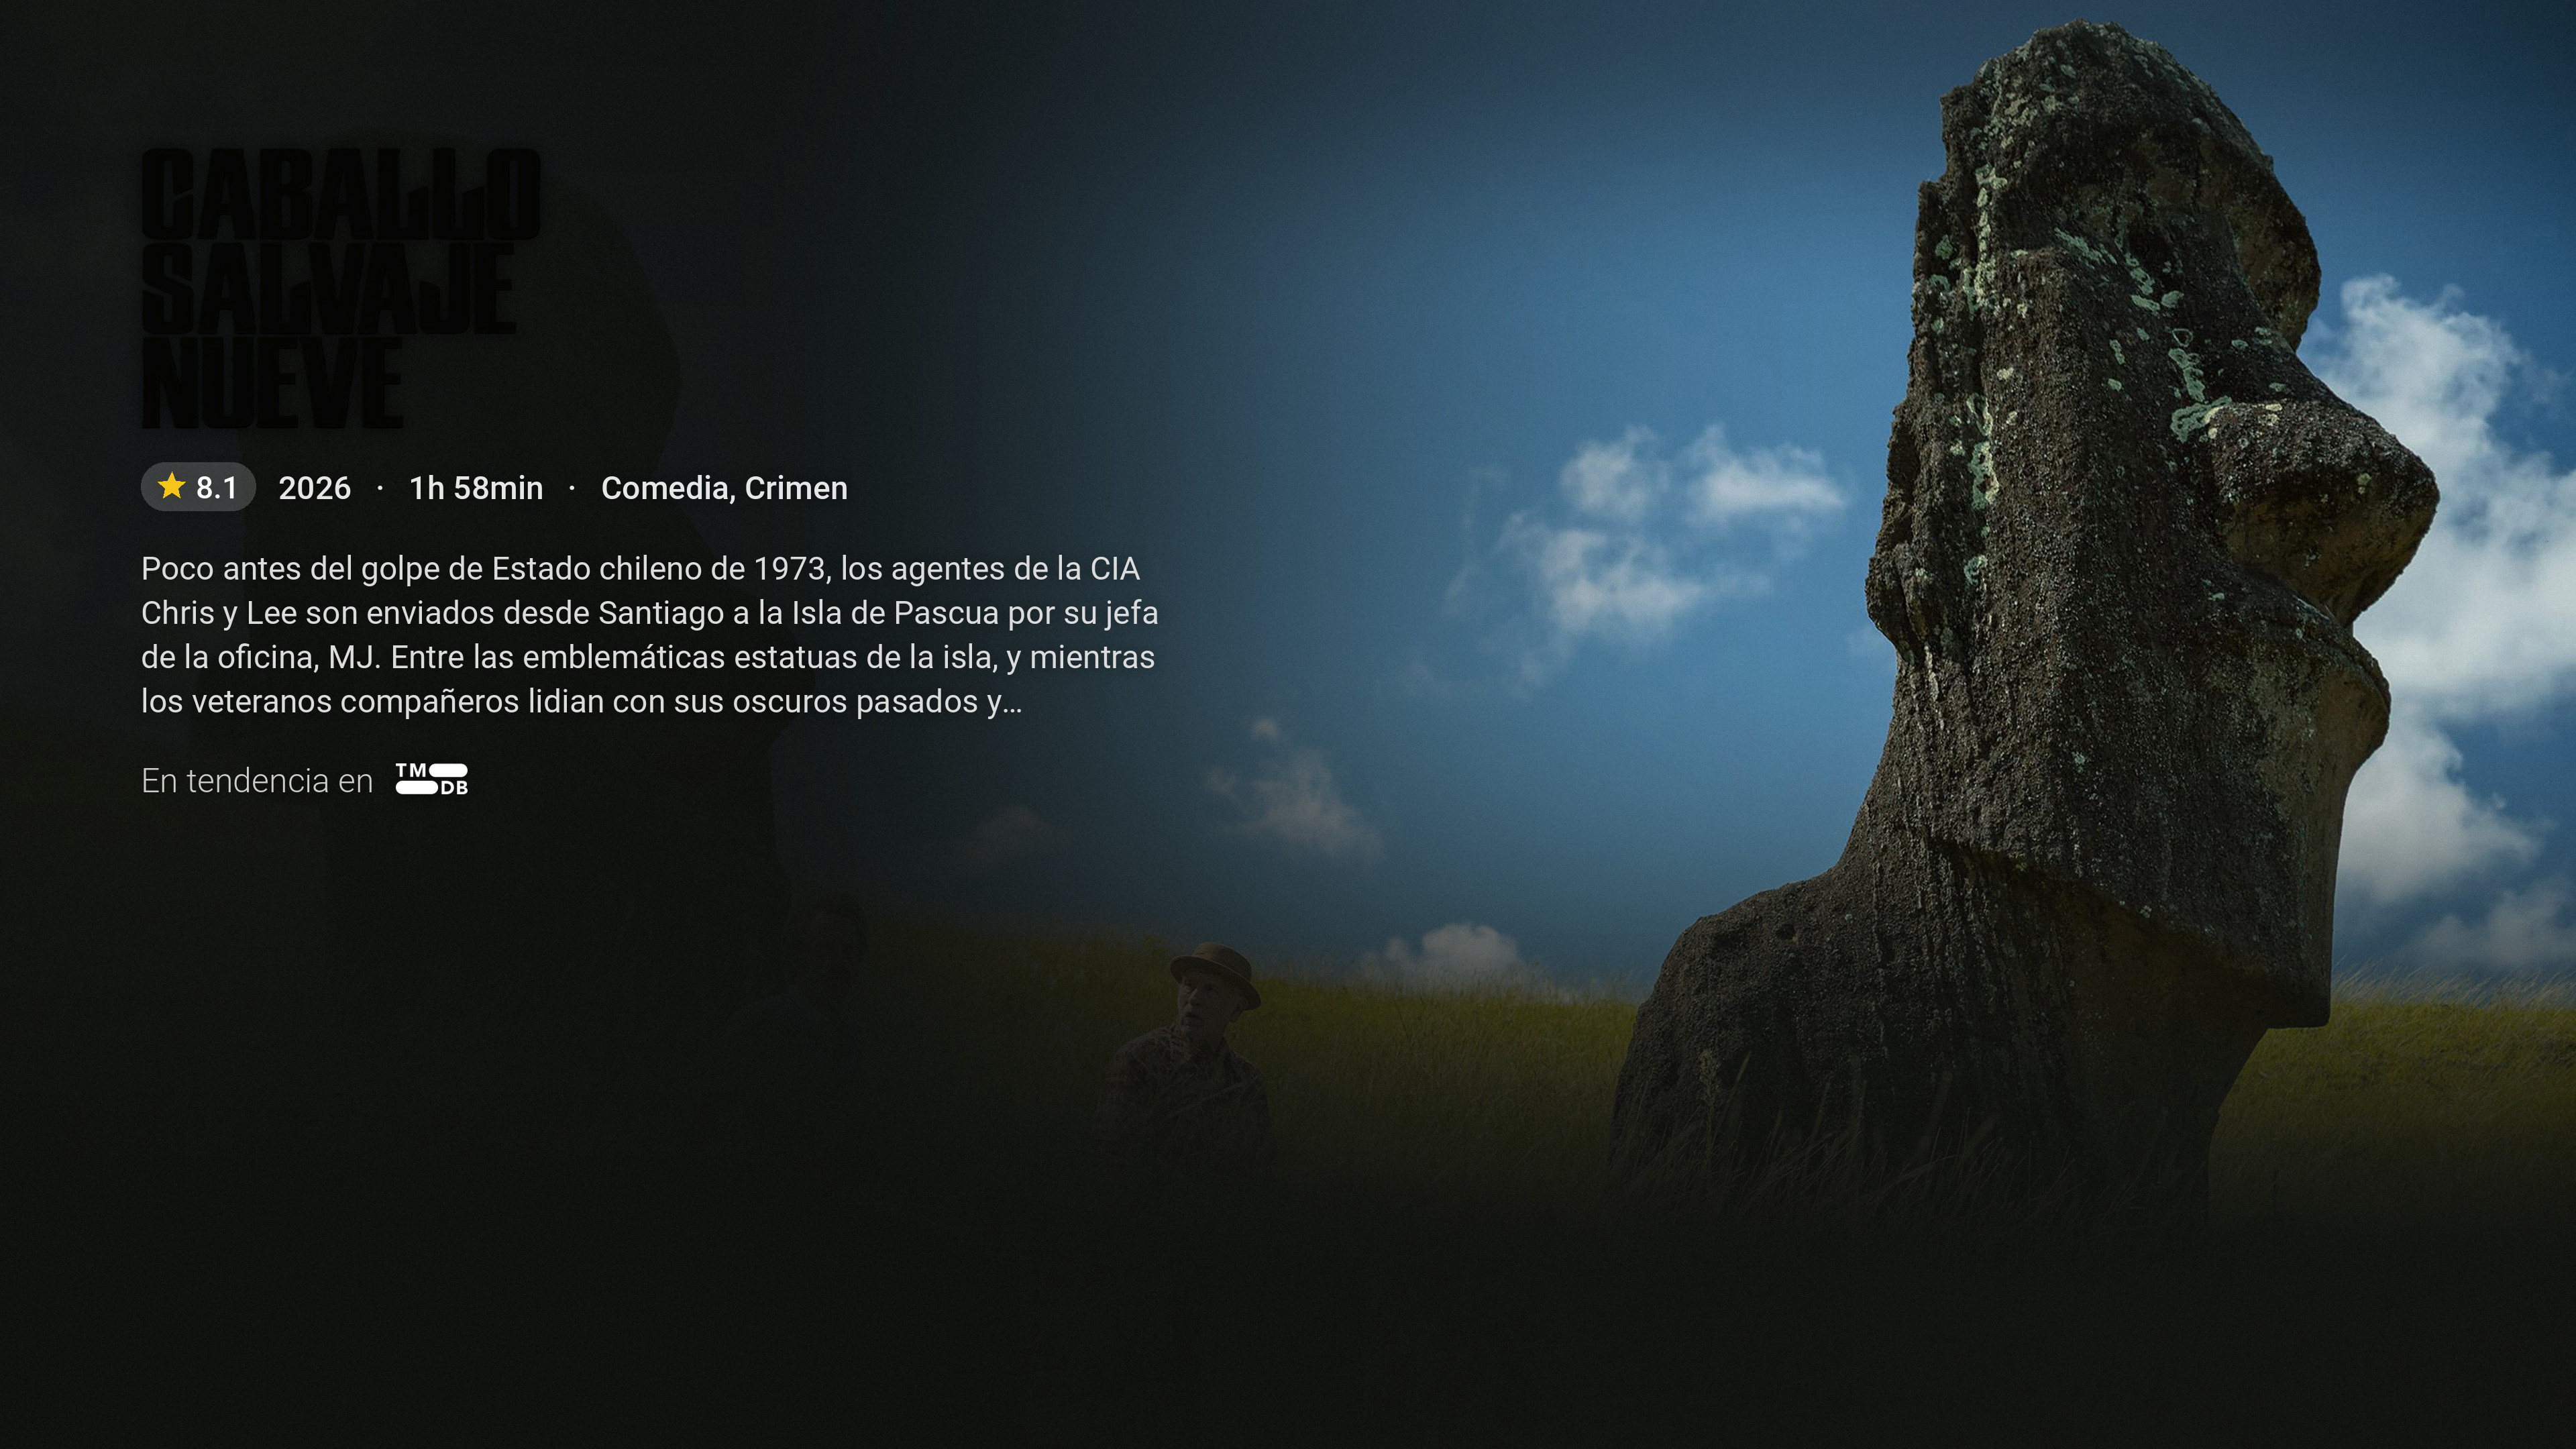 CABALLO
SALVAJE
NUEVE
8.1 2026 · 1h 58min · Comedia, Crimen
Poco antes del golpe de Estado chileno de 1973, los agentes de la CIA
Chris y Lee son enviados desde Santiago a la Isla de Pascua por su jefa
de la oficina, MJ. Entre las emblemáticas estatuas de la isla, y mientras
los veteranos compañeros lidian con sus oscuros pasados y…
En tendencia en TMDB